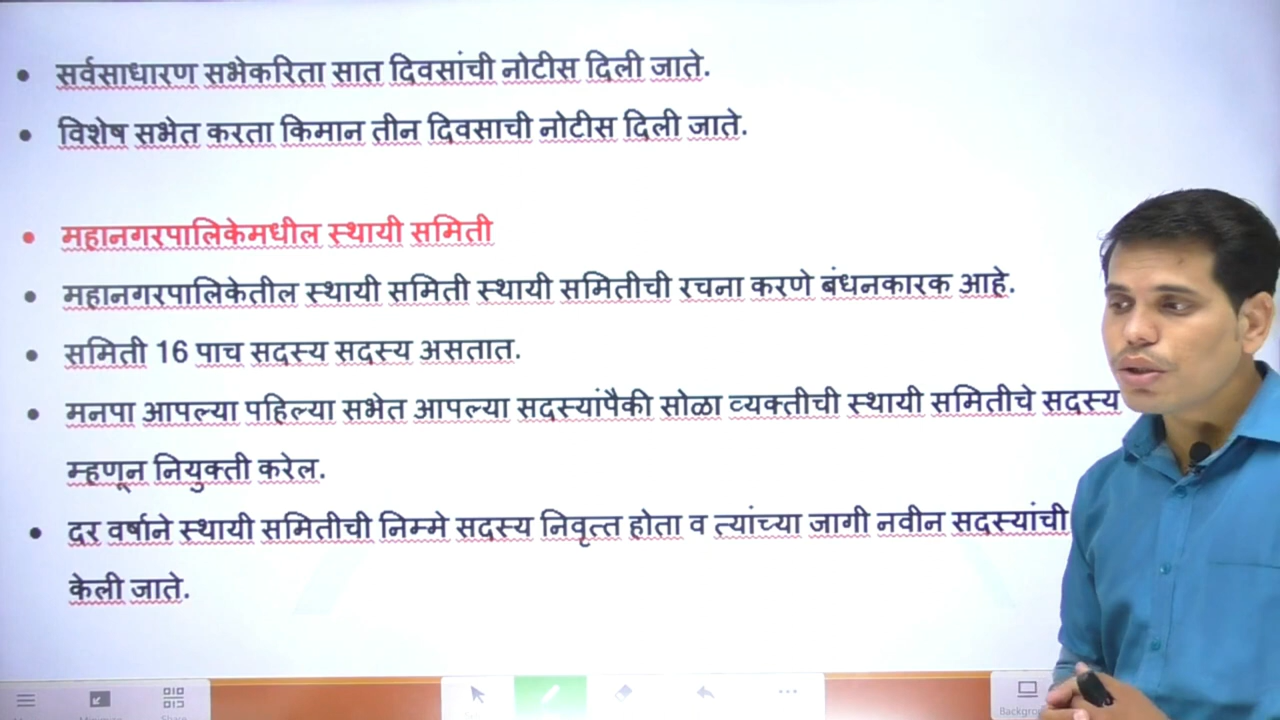 सर्वसाधारण सभेकरिता सात दिवसांची नोटीस दिली जाते.
विशेष सभेत करता किमान तीन दिवसाची नोटीस दिली जाते.
महानगरपालिकेमधील स्थायी समिती
महानगरपालिकेतील स्थायी समिती स्थायी समितीची रचना करणे बंधनकारक आहे.
समिती 16 पाच सदस्य सदस्य असतात.
मनपा आपल्या पहिल्या सभेत आपल्या सदस्यांपैकी सोळा व्यक्तीची स्थायी समितीचे सदस्य
म्हणून नियुक्ती करेल.
दर वर्षाने स्थायी समितीची निम्मे सदस्य निवृत्त होता व त्यांच्या जागी नवीन सदस्यांची
केली जाते.
Share